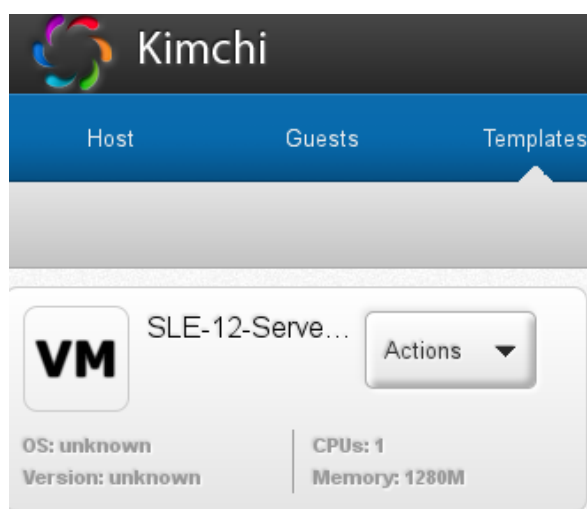 Kimchi
Host Guests Templates
VM SLE-12-Serve... Actions
OS: unknown CPUs: 1
Version: unknown Memory: 1280M